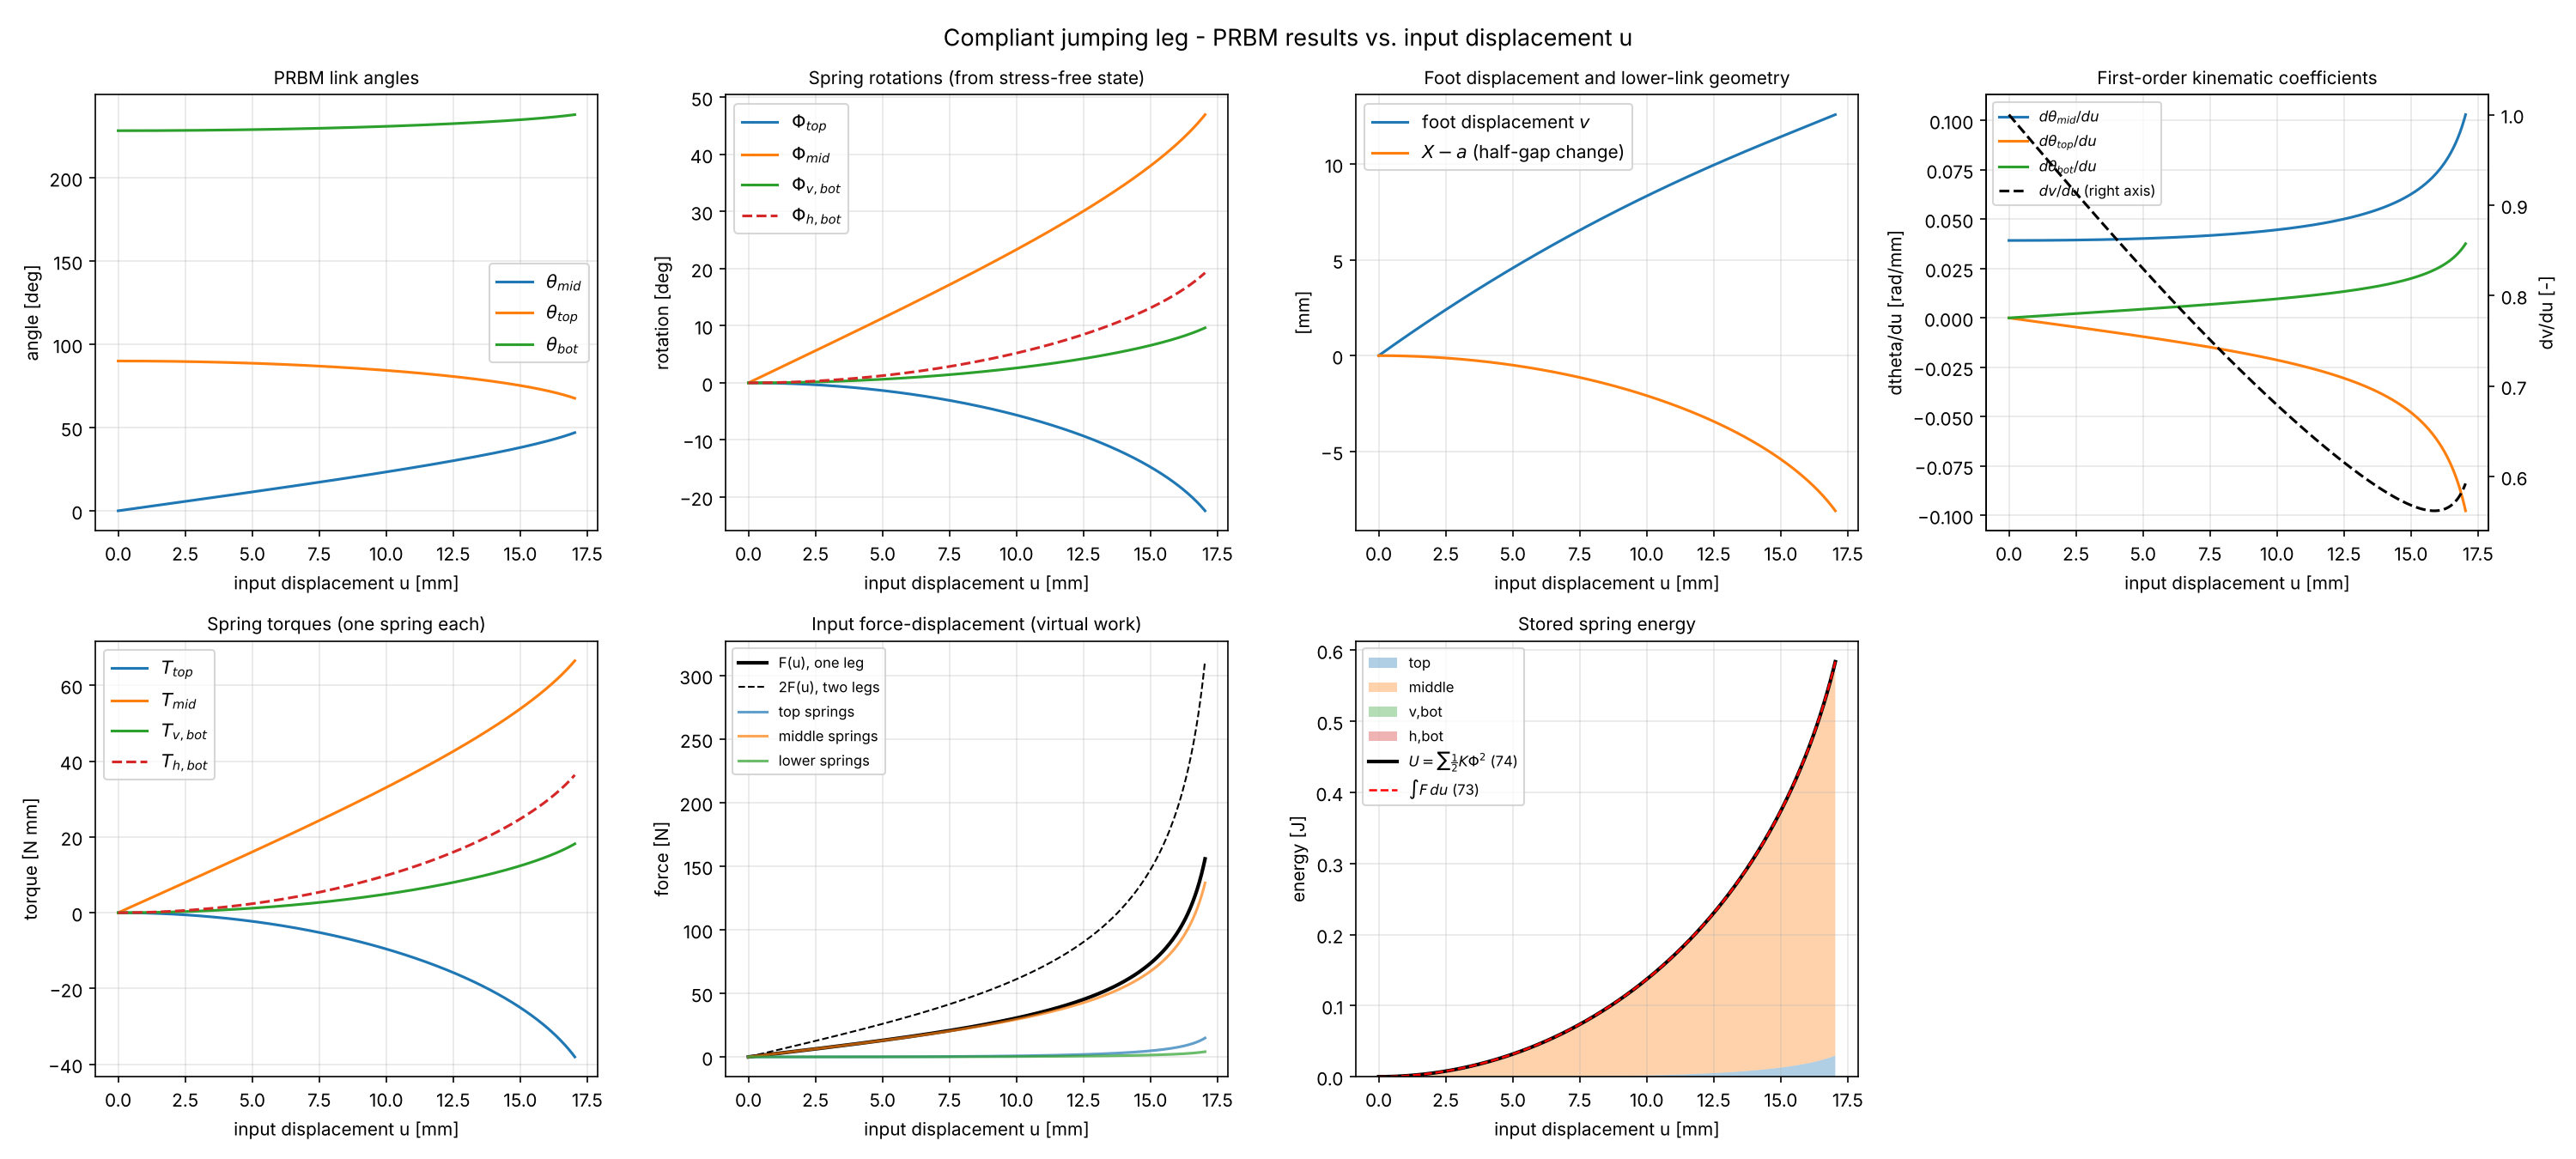 Compliant jumping leg - PRBM results vs. input displacement u
PRBM link angles
angle [deg]
200
150
100
50
0
θmid
θtop
θbot
0.0 2.5 5.0 7.5 10.0 12.5 15.0 17.5
input displacement u [mm]
Spring rotations (from stress-free state)
rotation [deg]
50
40
30
20
10
0
−10
−20
Φtop
Φmid
Φv, bot
Φh, bot
0.0 2.5 5.0 7.5 10.0 12.5 15.0 17.5
input displacement u [mm]
Foot displacement and lower-link geometry
[mm]
10
5
0
−5
foot displacement v
X − a (half-gap change)
0.0 2.5 5.0 7.5 10.0 12.5 15.0 17.5
input displacement u [mm]
First-order kinematic coefficients
dtheta/du [rad/mm]
0.100
0.075
0.050
0.025
0.000
−0.025
−0.050
−0.075
−0.100
dθmid/du
dθtop/du
dθbot/du
dv/du (right axis)
1.0
0.9
0.8
0.7
0.6
dv/du [-]
0.0 2.5 5.0 7.5 10.0 12.5 15.0 17.5
input displacement u [mm]
Spring torques (one spring each)
torque [N mm]
60
40
20
0
−20
−40
Ttop
Tmid
Tv, bot
Th, bot
0.0 2.5 5.0 7.5 10.0 12.5 15.0 17.5
input displacement u [mm]
Input force-displacement (virtual work)
force [N]
300
250
200
150
100
50
0
F(u), one leg
2F(u), two legs
top springs
middle springs
lower springs
0.0 2.5 5.0 7.5 10.0 12.5 15.0 17.5
input displacement u [mm]
Stored spring energy
energy [J]
0.6
0.5
0.4
0.3
0.2
0.1
0.0
top
middle
v,bot
h,bot
U = ∑½KΦ² (74)
∫F du (73)
0.0 2.5 5.0 7.5 10.0 12.5 15.0 17.5
input displacement u [mm]